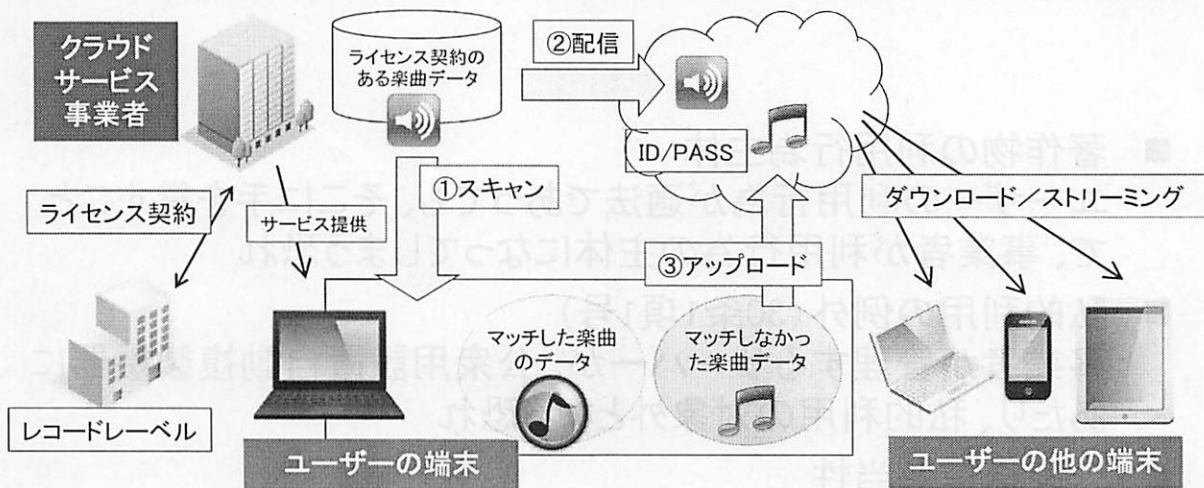 クラウド
サービス
事業者
ライセンス契約の
ある楽曲データ
②配信
ID/PASS
①スキャン
ライセンス契約
サービス提供
ダウンロード／ストリーミング
③アップロード
マッチした楽曲
のデータ
マッチしなかっ
た楽曲データ
レコードレーベル
ユーザーの端末
ユーザーの他の端末